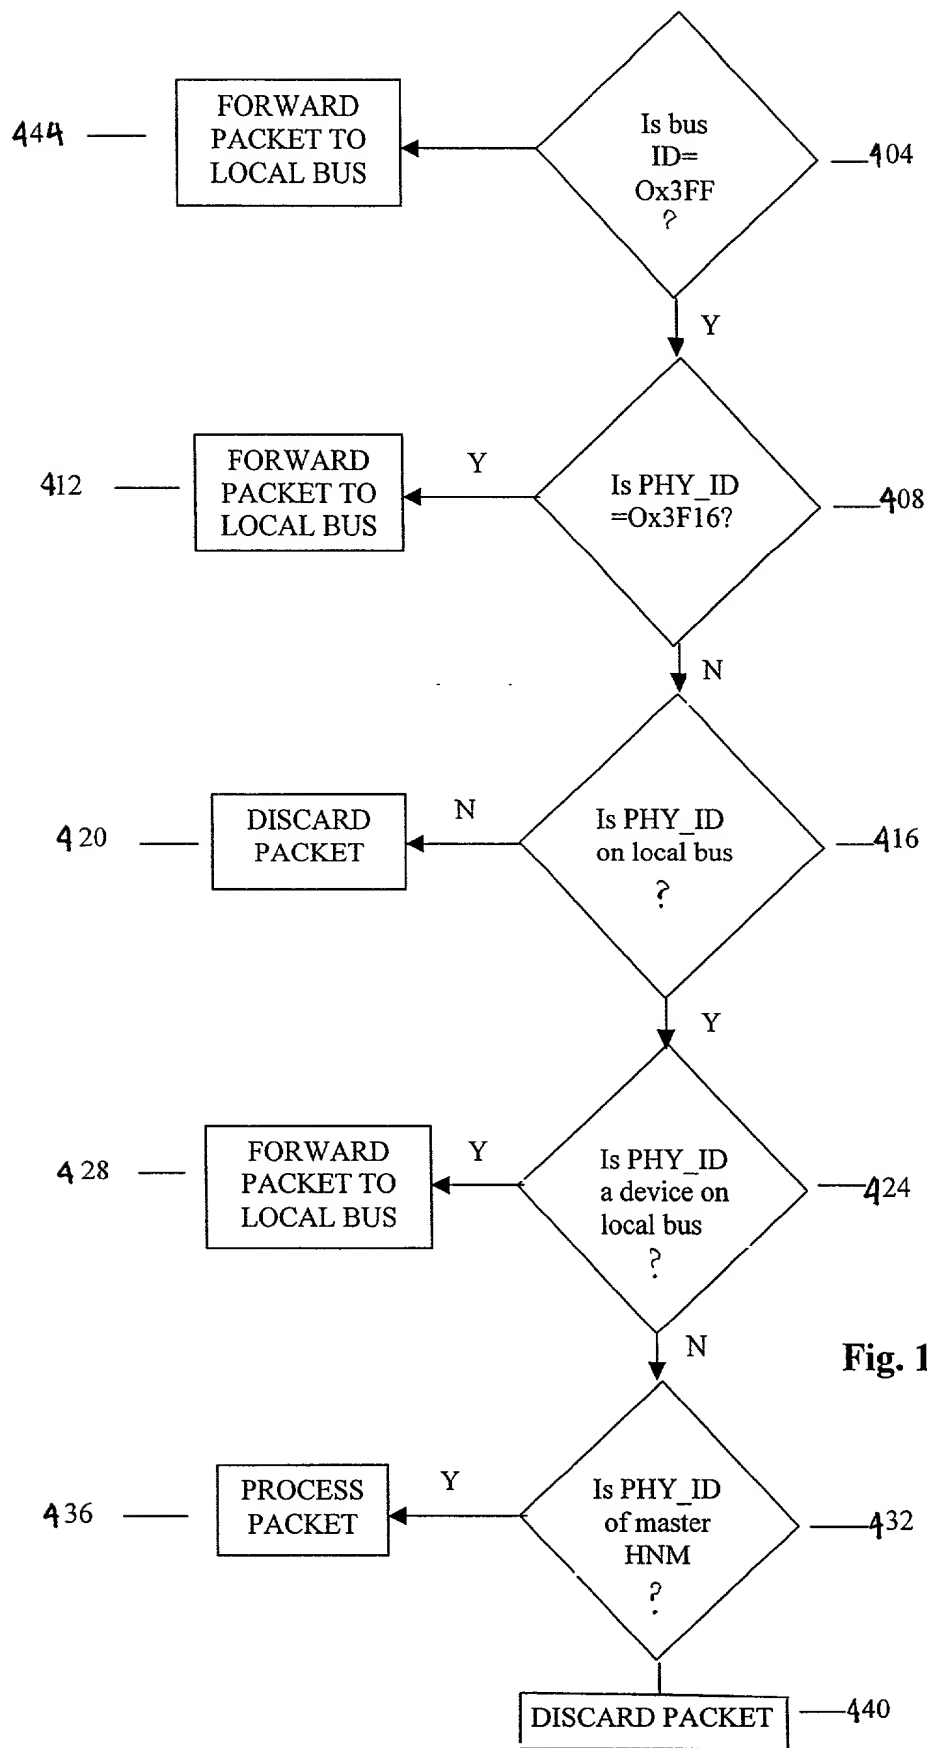 FORWARD
PACKET TO
LOCAL BUS
444
Is bus
ID=
Ox3FF
?
404
Y
FORWARD
PACKET TO
LOCAL BUS
412
Y
Is PHY_ID
=Ox3F16?
408
N
DISCARD
PACKET
420
N
Is PHY_ID
on local bus
?
416
Y
FORWARD
PACKET TO
LOCAL BUS
428
Y
Is PHY_ID
a device on
local bus
?
424
N
Fig. 1
PROCESS
PACKET
436
Y
Is PHY_ID
of master
HNM
?
432
DISCARD PACKET
440